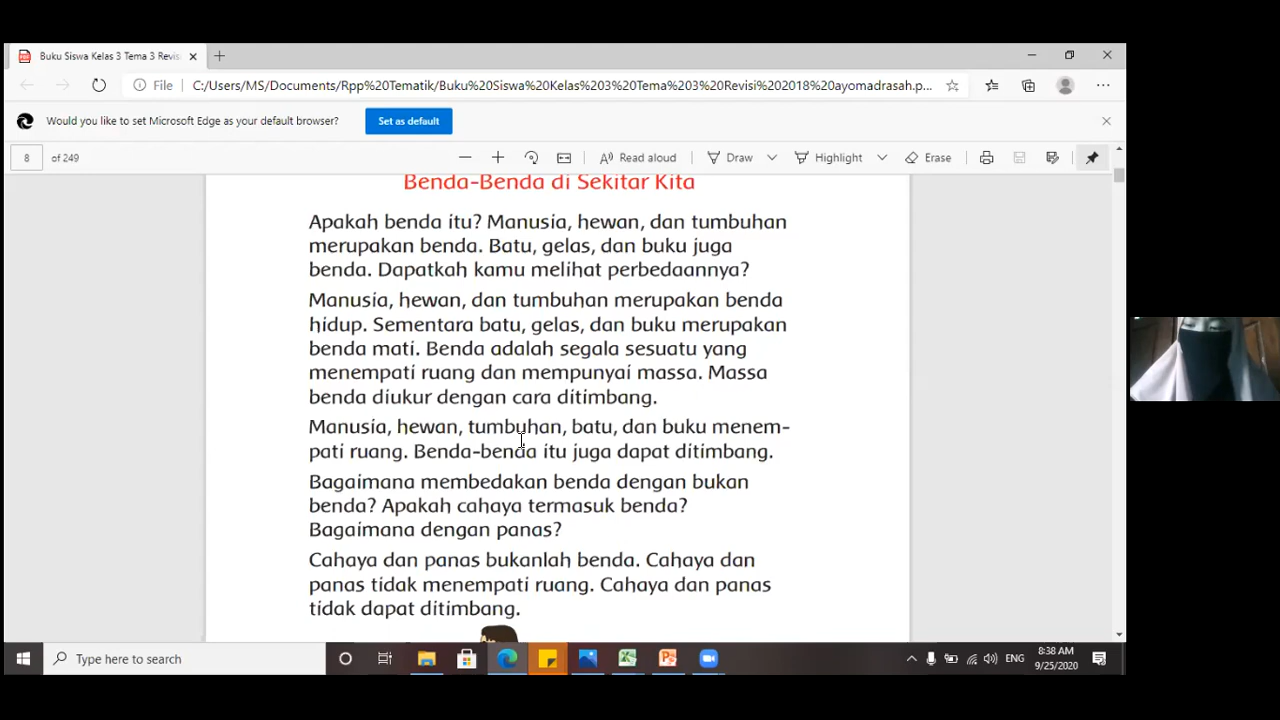 Buku Siswa Kelas 3 Tema 3 Revis
File
C:/Users/MS/Documents/Rpp%20Tematik/Buku%20Siswa%20Kelas%203%20Tema%203%20Revisi%202018%20ayomadrasah.p...
Would you like to set Microsoft Edge as your default browser?
Set as default
8 of 249
Read aloud
Draw
Highlight
Erase
Benda-Benda di Sekitar Kita
Apakah benda itu? Manusia, hewan, dan tumbuhan
merupakan benda. Batu, gelas, dan buku juga
benda. Dapatkah kamu melihat perbedaannya?
Manusia, hewan, dan tumbuhan merupakan benda
hidup. Sementara batu, gelas, dan buku merupakan
benda mati. Benda adalah segala sesuatu yang
menempati ruang dan mempunyai massa. Massa
benda diukur dengan cara ditimbang.
Manusia, hewan, tumbuhan, batu, dan buku menem-
pati ruang. Benda-benda itu juga dapat ditimbang.
Bagaimana membedakan benda dengan bukan
benda? Apakah cahaya termasuk benda?
Bagaimana dengan panas?
Cahaya dan panas bukanlah benda. Cahaya dan
panas tidak menempati ruang. Cahaya dan panas
tidak dapat ditimbang.
Type here to search
ENG
8:38 AM
9/25/2020